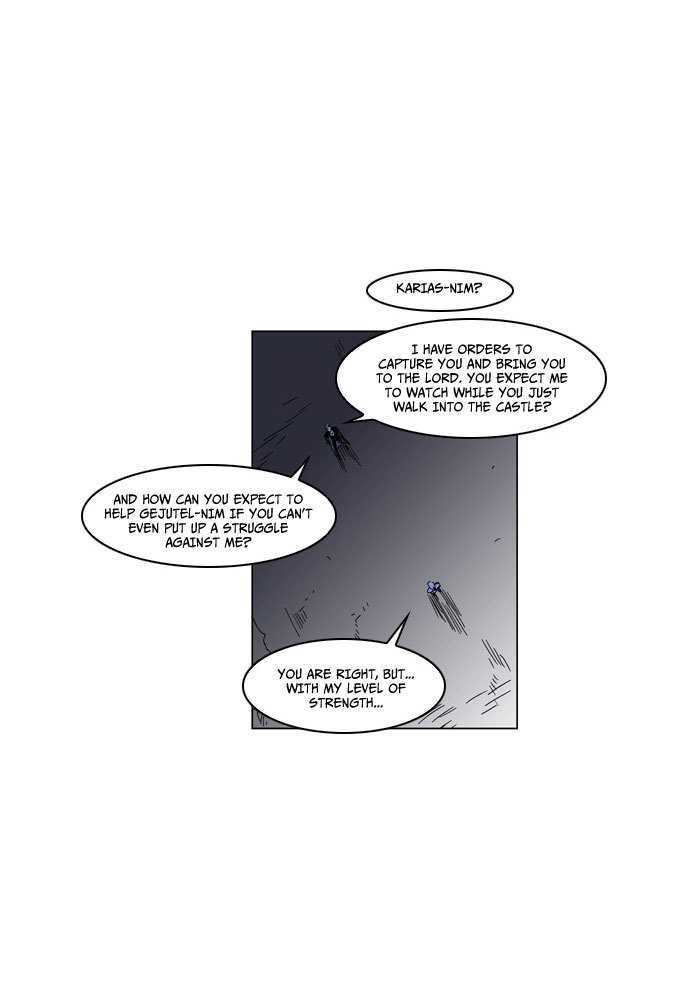 KARIAS-NIM?
I HAVE ORDERS TO
CAPTURE YOU AND BRING YOU
TO THE LORD. YOU EXPECT ME
TO WATCH WHILE YOU JUST
WALK INTO THE CASTLE?
AND HOW CAN YOU EXPECT TO
HELP GEJUTEL-NIM IF YOU CAN'T
EVEN PUT UP A STRUGGLE
AGAINST ME?
YOU ARE RIGHT, BUT...
WITH MY LEVEL OF
STRENGTH...